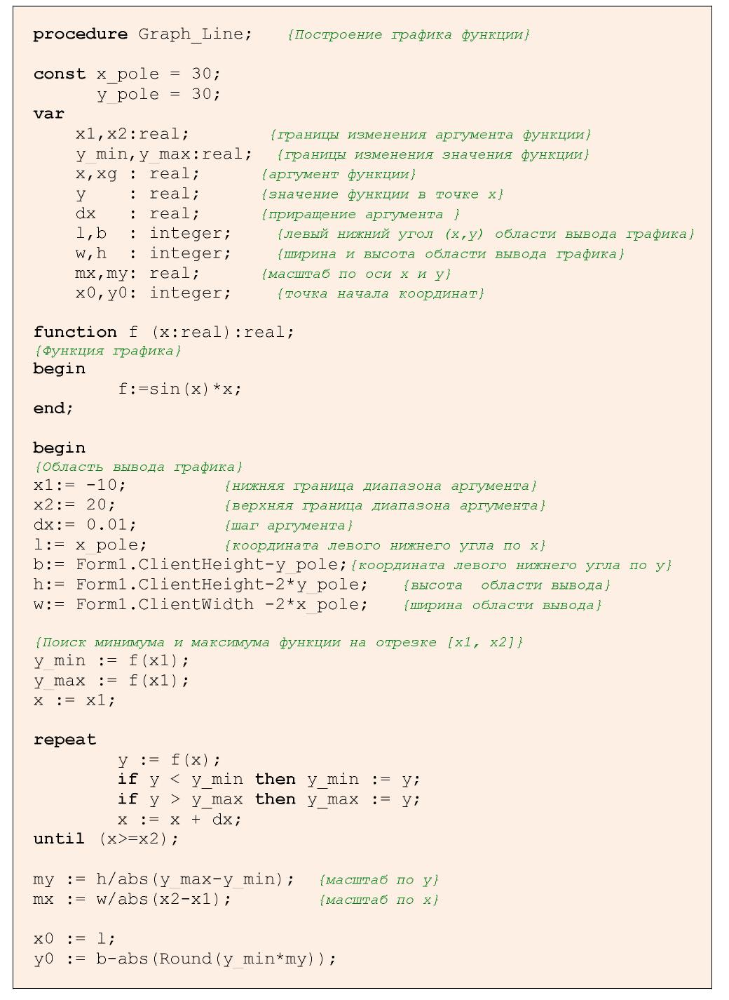 procedure Graph_Line; {Построение графика функции}
const x_pole = 30;
y_pole = 30;
var
x1,x2:real; {границы изменения аргумента функции}
y_min,y_max:real; {границы изменения значения функции}
x,xg : real; {аргумент функции}
y : real; {значение функции в точке x}
dx : real; {приращение аргумента }
l,b : integer; {левый нижний угол (x,y) области вывода графика}
w,h : integer; {ширина и высота области вывода графика}
mx,my: real; {масштаб по оси x и y}
x0,y0: integer; {точка начала координат}
function f (x:real):real;
{Функция графика}
begin
f:=sin(x)*x;
end;
begin
{Область вывода графика}
x1:= -10; {нижняя граница диапазона аргумента}
x2:= 20; {верхняя граница диапазона аргумента}
dx:= 0.01; {шаг аргумента}
l:= x_pole; {координата левого нижнего угла по x}
b:= Form1.ClientHeight-y_pole;{координата левого нижнего угла по y}
h:= Form1.ClientHeight-2*y_pole; {высота области вывода}
w:= Form1.ClientWidth -2*x_pole; {ширина области вывода}
{Поиск минимума и максимума функции на отрезке [x1, x2]}
y_min := f(x1);
y_max := f(x1);
x := x1;
repeat
y := f(x);
if y < y_min then y_min := y;
if y > y_max then y_max := y;
x := x + dx;
until (x>=x2);
my := h/abs(y_max-y_min); {масштаб по y}
mx := w/abs(x2-x1); {масштаб по x}
x0 := l;
y0 := b-abs(Round(y_min*my));